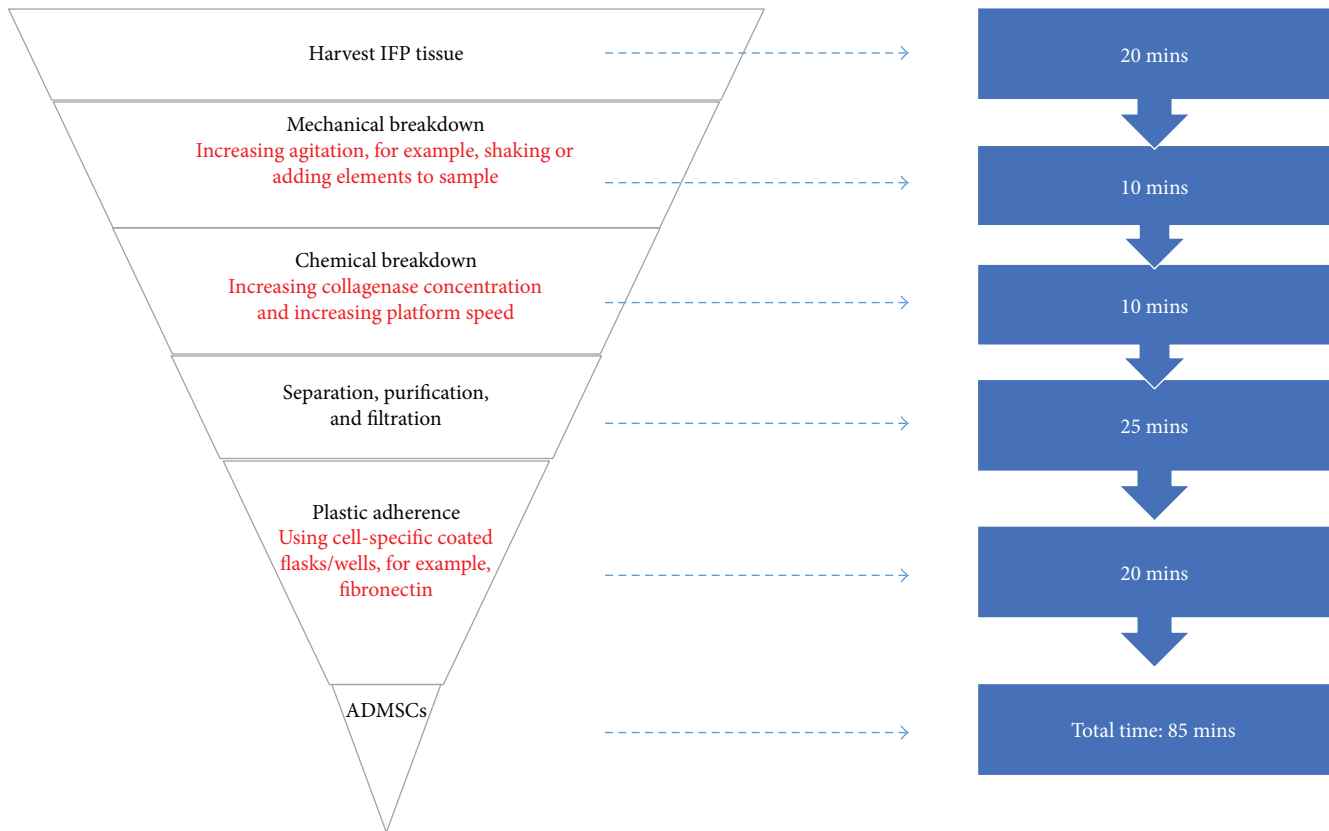 Harvest IFP tissue
20 mins
Mechanical breakdown
Increasing agitation, for example, shaking or
adding elements to sample
10 mins
Chemical breakdown
Increasing collagenase concentration
and increasing platform speed
10 mins
Separation, purification,
and filtration
25 mins
Plastic adherence
Using cell-specific coated
flasks/wells, for example,
fibronectin
20 mins
ADMSCs
Total time: 85 mins